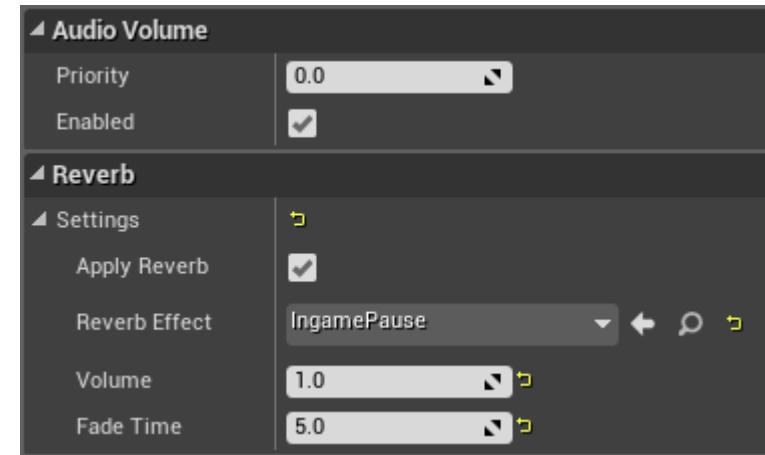 Audio Volume
Priority 0.0
Enabled
Reverb
Settings
Apply Reverb
Reverb Effect IngamePause
Volume 1.0
Fade Time 5.0